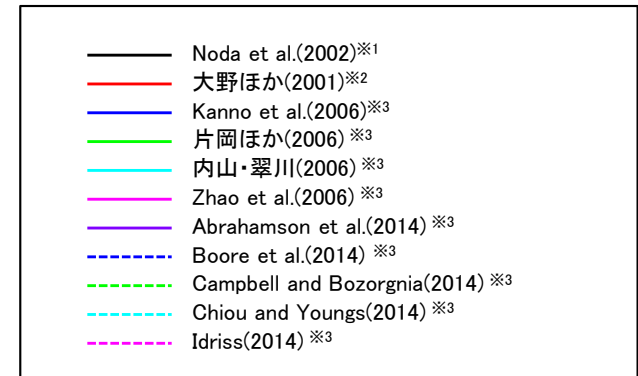 Noda et al.(2002)※1
大野ほか(2001)※2
Kanno et al.(2006)※3
片岡ほか(2006) ※3
内山・翠川(2006) ※3
Zhao et al.(2006) ※3
Abrahamson et al.(2014) ※3
Boore et al.(2014) ※3
Campbell and Bozorgnia(2014) ※3
Chiou and Youngs(2014) ※3
Idriss(2014) ※3